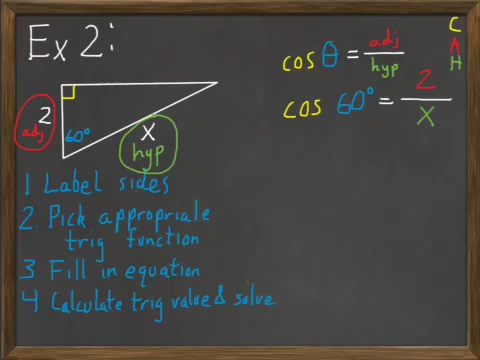 Ex 2:
2
adj
60°
x
hyp
1 Label sides
2. Pick appropriale
trig function
3 Fill in equation
4 Calculate trig value & solve
cos θ = adj/hyp
cos 60° = 2/x
C
A
H